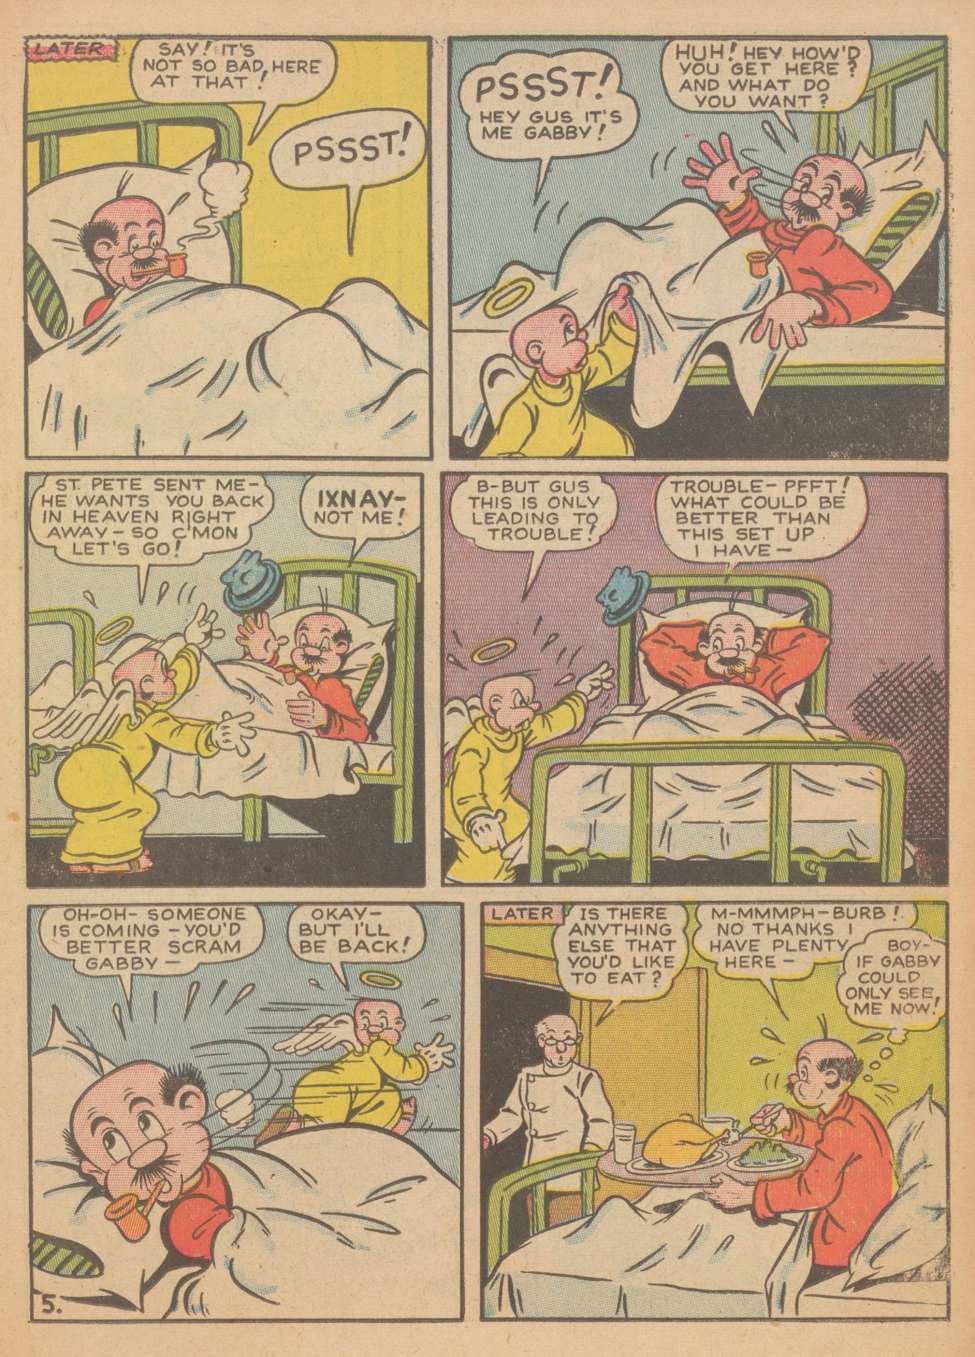 LATER
SAY! IT'S
NOT SO BAD HERE
AT THAT!
PSSST!
PSSST!
HEY GUS IT'S
ME GABBY!
HUH! HEY HOW'D
YOU GET HERE?
AND WHAT DO
YOU WANT?
ST. PETE SENT ME-
HE WANTS YOU BACK
IN HEAVEN RIGHT
AWAY- SO C'MON
LET'S GO!
IXNAY-
NOT ME!
B-BUT GUS
THIS IS ONLY
LEADING TO
TROUBLE!
TROUBLE- PFFT!
WHAT COULD BE
BETTER THAN
THIS SET UP
I HAVE-
OH-OH- SOMEONE
IS COMING - YOU'D
BETTER SCRAM
GABBY-
OKAY-
BUT I'LL
BE BACK!
5.
LATER
IS THERE
ANYTHING
ELSE THAT
YOU'D LIKE
TO EAT?
M-MMMPH-BURB!
NO THANKS I
HAVE PLENTY
HERE-
BOY-
IF GABBY
COULD
ONLY SEE
ME NOW!